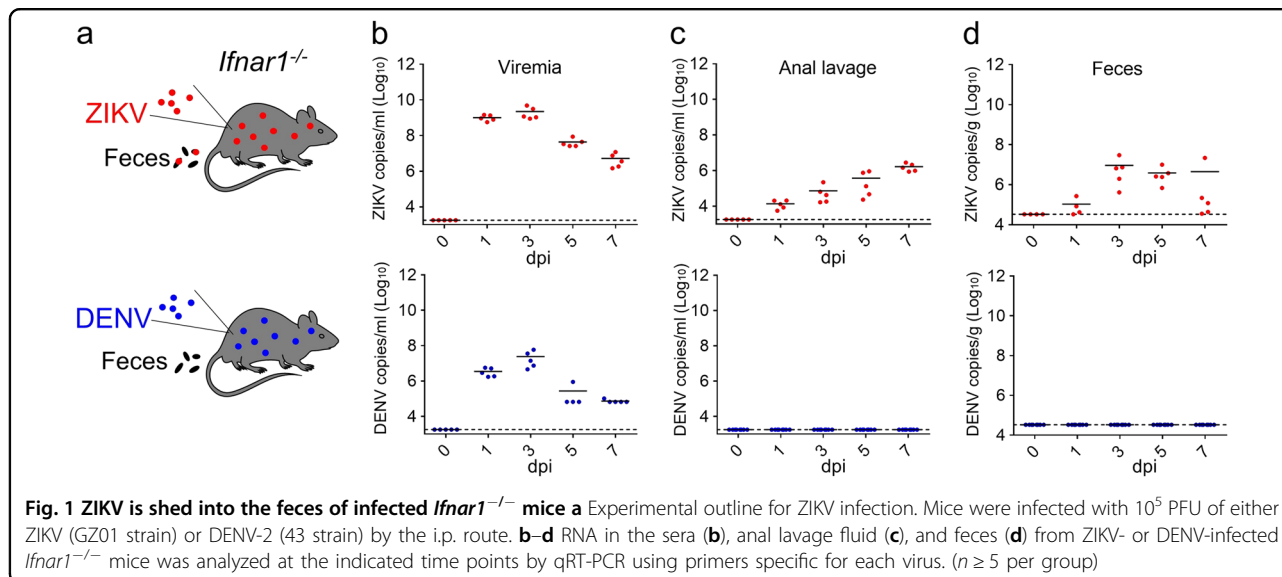 a
Ifnar1-/-
ZIKV
Feces
DENV
Feces
b
Viremia
ZIKV copies/ml (Log10)
12
10
8
6
4
0 1 3 5 7
dpi
DENV copies/ml (Log10)
12
10
8
6
4
0 1 3 5 7
dpi
c
Anal lavage
ZIKV copies/ml (Log10)
12
10
8
6
4
0 1 3 5 7
dpi
DENV copies/ml (Log10)
12
10
8
6
4
0 1 3 5 7
dpi
d
Feces
ZIKV copies/g (Log10)
12
10
8
6
4
0 1 3 5 7
dpi
DENV copies/g (Log10)
12
10
8
6
4
0 1 3 5 7
dpi
Fig. 1 ZIKV is shed into the feces of infected Ifnar1−/− mice a Experimental outline for ZIKV infection. Mice were infected with 10⁵ PFU of either
ZIKV (GZ01 strain) or DENV-2 (43 strain) by the i.p. route. b–d RNA in the sera (b), anal lavage fluid (c), and feces (d) from ZIKV- or DENV-infected
Ifnar1−/− mice was analyzed at the indicated time points by qRT-PCR using primers specific for each virus. (n ≥ 5 per group)